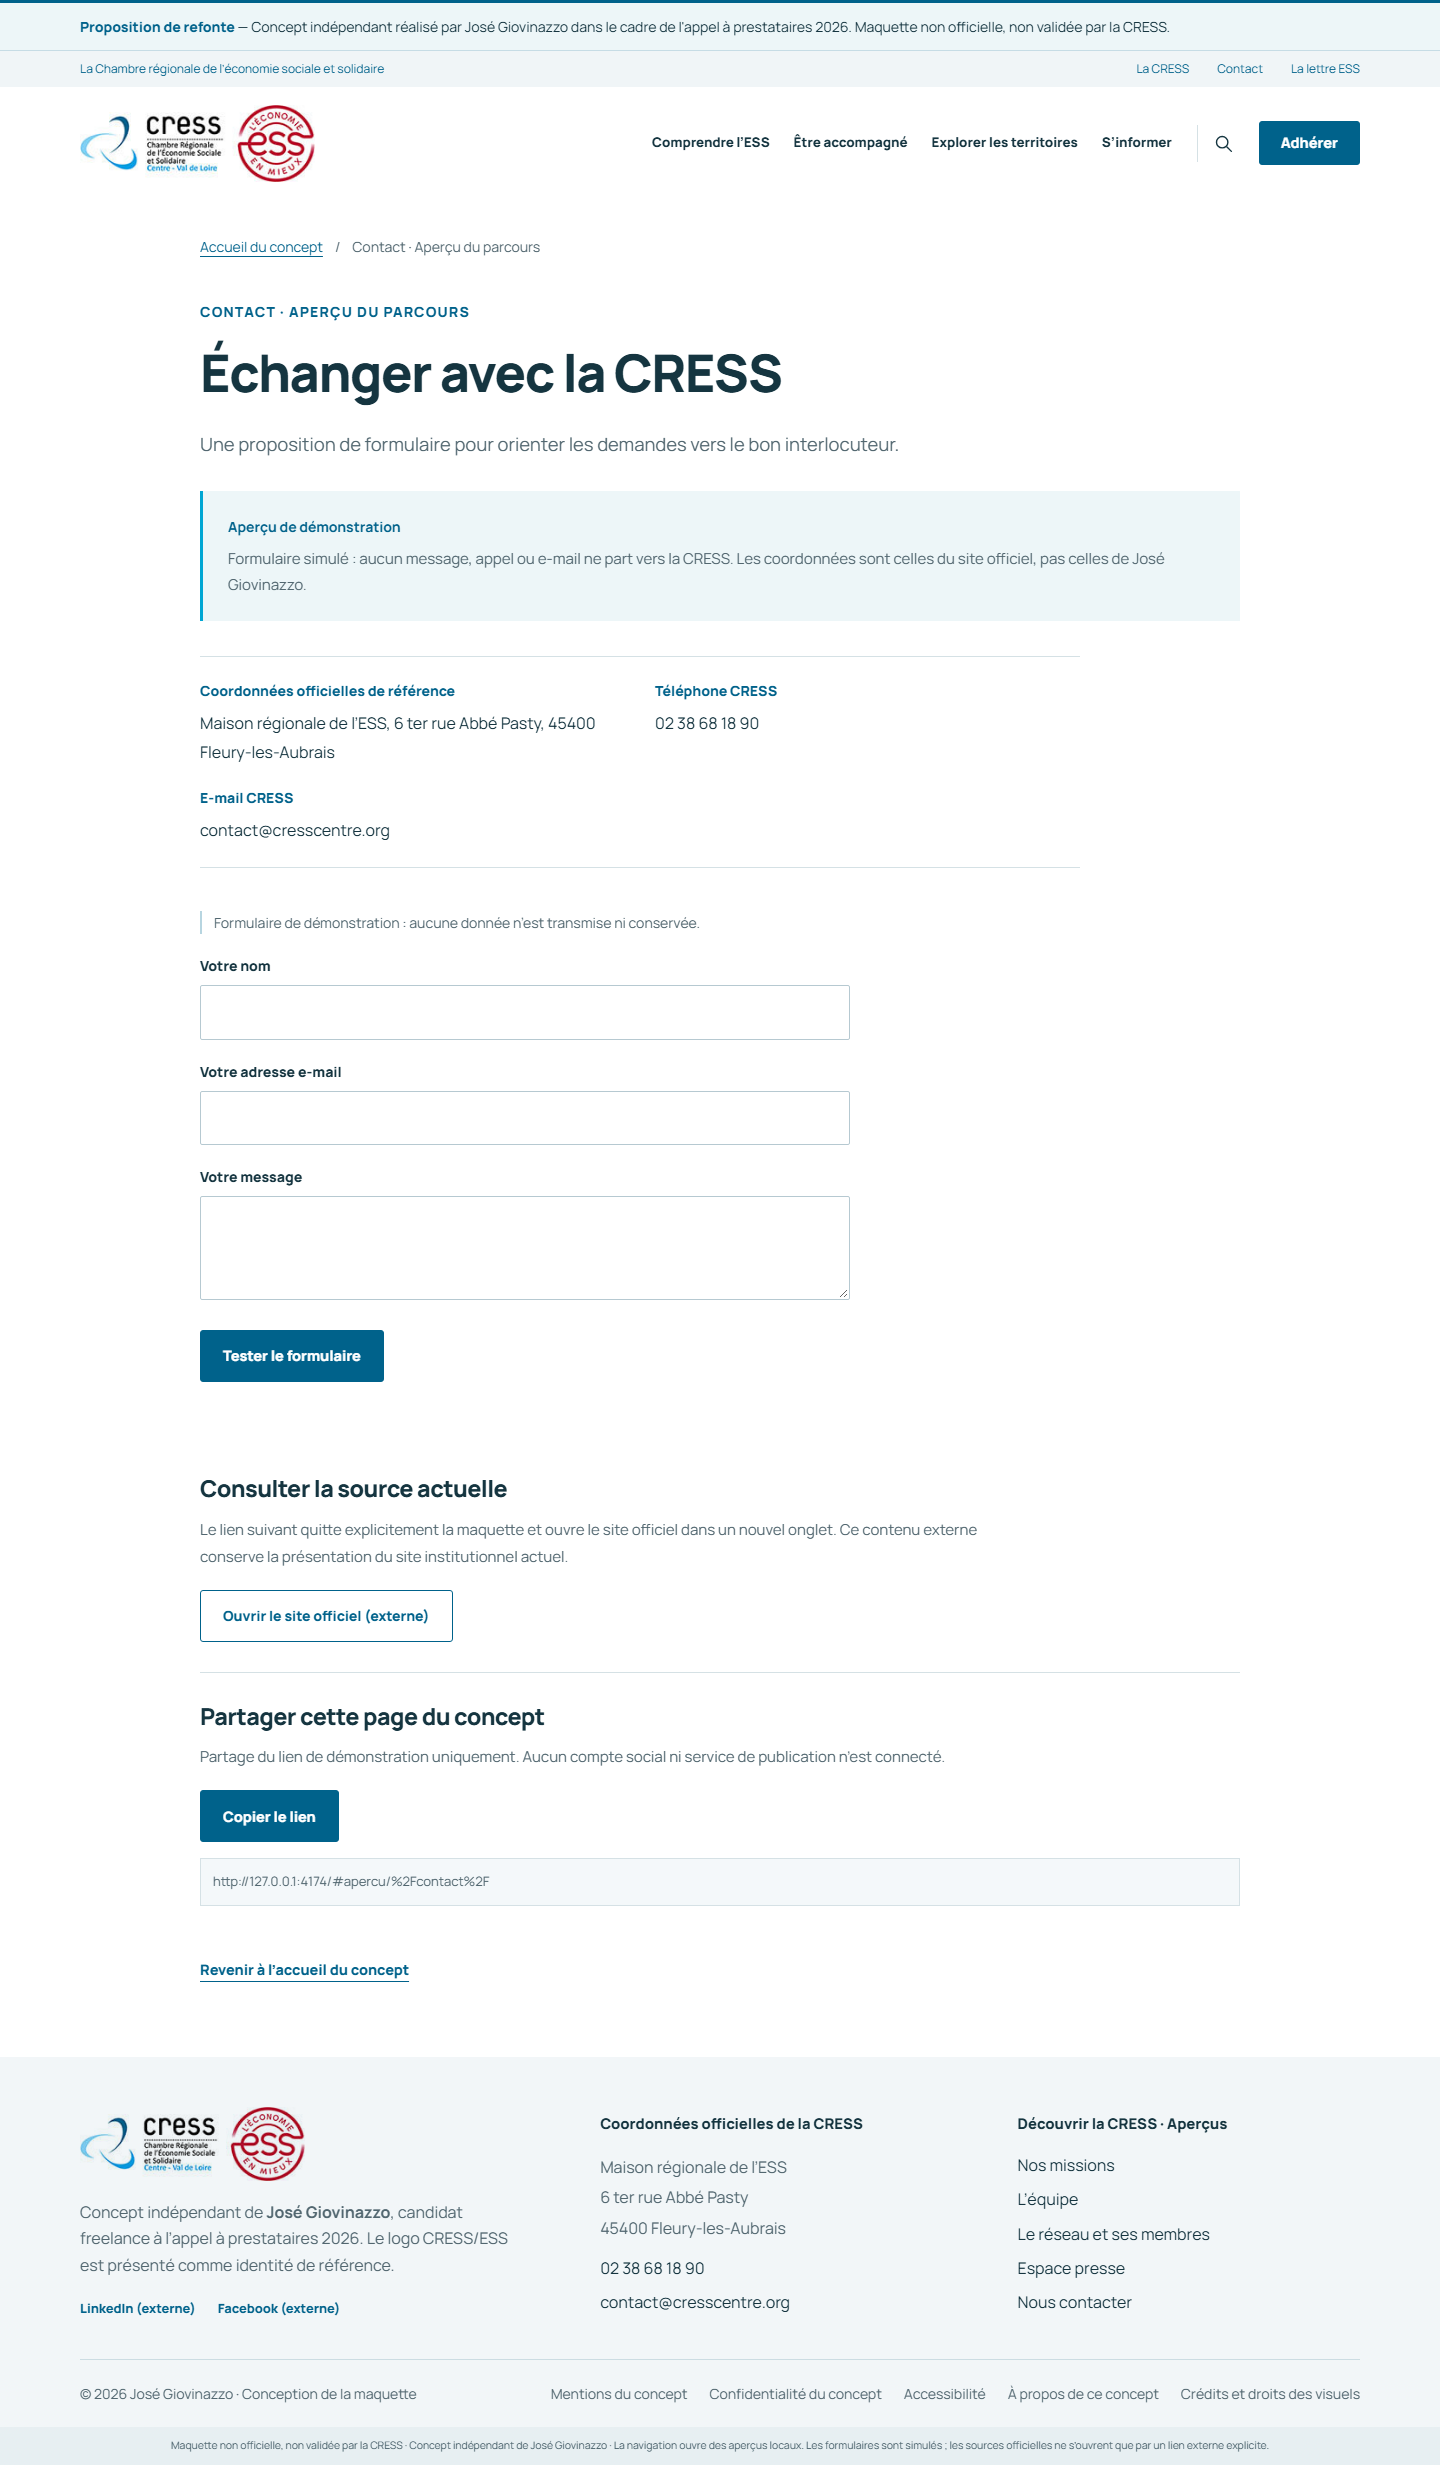 Proposition de refonte — Concept indépendant réalisé par José Giovinazzo dans le cadre de l'appel à prestataires 2026. Maquette non officielle, non validée par la CRESS.
La Chambre régionale de l'économie sociale et solidaire
La CRESS Contact La lettre ESS
cress
Chambre Régionale
de l'Économie Sociale
et Solidaire
Centre - Val de Loire
L'ÉCONOMIE
ess
EN MIEUX
Comprendre l'ESS Être accompagné Explorer les territoires S'informer Adhérer
Accueil du concept / Contact · Aperçu du parcours
CONTACT · APERÇU DU PARCOURS
Échanger avec la CRESS
Une proposition de formulaire pour orienter les demandes vers le bon interlocuteur.
Aperçu de démonstration
Formulaire simulé : aucun message, appel ou e-mail ne part vers la CRESS. Les coordonnées sont celles du site officiel, pas celles de José
Giovinazzo.
Coordonnées officielles de référence
Maison régionale de l'ESS, 6 ter rue Abbé Pasty, 45400
Fleury-les-Aubrais
Téléphone CRESS
02 38 68 18 90
E-mail CRESS
contact@cresscentre.org
Formulaire de démonstration : aucune donnée n'est transmise ni conservée.
Votre nom
Votre adresse e-mail
Votre message
Tester le formulaire
Consulter la source actuelle
Le lien suivant quitte explicitement la maquette et ouvre le site officiel dans un nouvel onglet. Ce contenu externe
conserve la présentation du site institutionnel actuel.
Ouvrir le site officiel (externe)
Partager cette page du concept
Partage du lien de démonstration uniquement. Aucun compte social ni service de publication n'est connecté.
Copier le lien
http://127.0.0.1:4174/#apercu/%2Fcontact%2F
Revenir à l'accueil du concept
cress
Chambre Régionale
de l'Économie Sociale
et Solidaire
Centre - Val de Loire
L'ÉCONOMIE
ess
EN MIEUX
Concept indépendant de José Giovinazzo, candidat
freelance à l'appel à prestataires 2026. Le logo CRESS/ESS
est présenté comme identité de référence.
LinkedIn (externe) Facebook (externe)
Coordonnées officielles de la CRESS
Maison régionale de l'ESS
6 ter rue Abbé Pasty
45400 Fleury-les-Aubrais
02 38 68 18 90
contact@cresscentre.org
Découvrir la CRESS · Aperçus
Nos missions
L'équipe
Le réseau et ses membres
Espace presse
Nous contacter
© 2026 José Giovinazzo · Conception de la maquette
Mentions du concept Confidentialité du concept Accessibilité À propos de ce concept Crédits et droits des visuels
Maquette non officielle, non validée par la CRESS · Concept indépendant de José Giovinazzo · La navigation ouvre des aperçus locaux. Les formulaires sont simulés ; les sources officielles ne s'ouvrent que par un lien externe explicite.